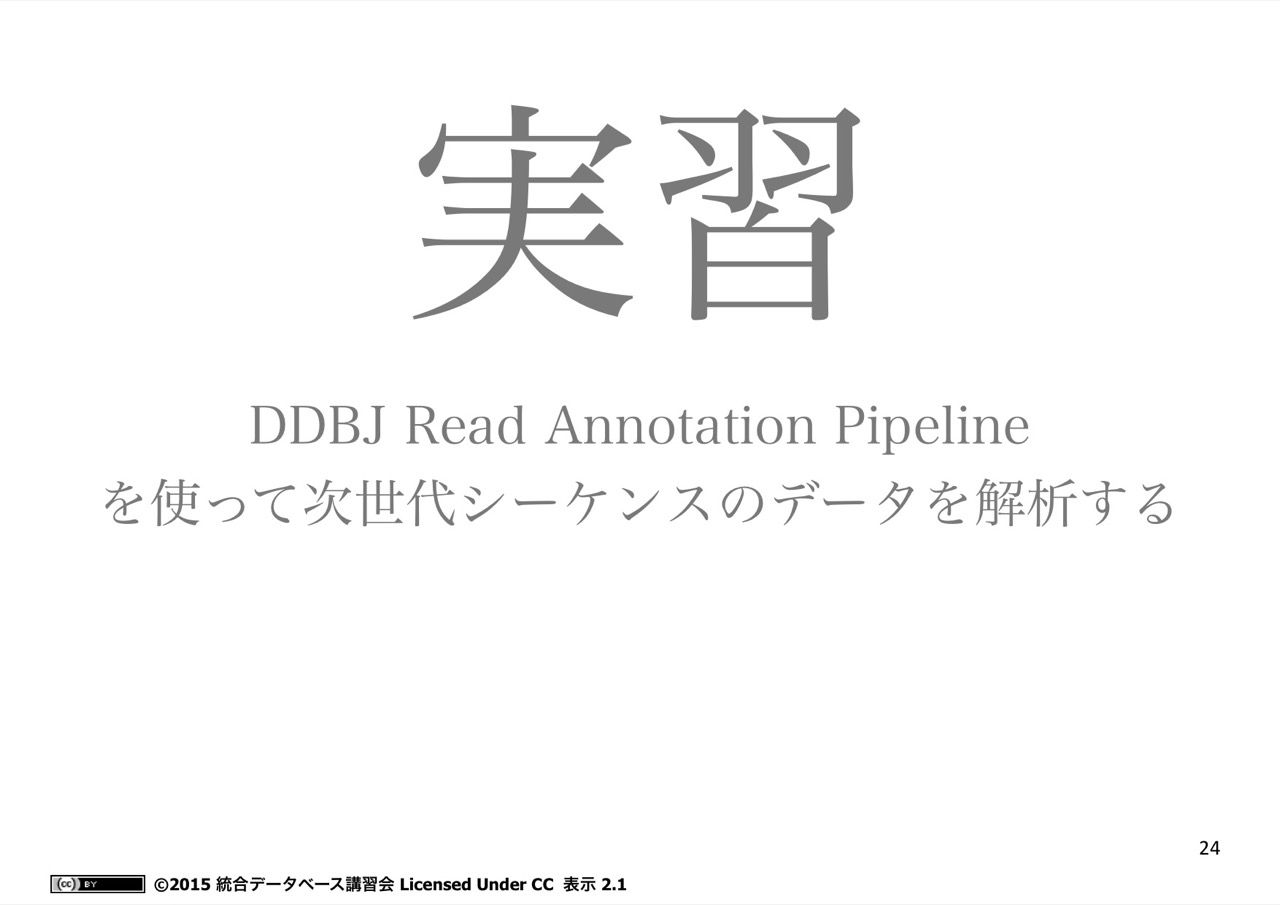 実習
DDBJ Read Annotation Pipeline
を使って次世代シーケンスのデータを解析する
24
(cc) BY ©2015 統合データベース講習会 Licensed Under CC 表示 2.1